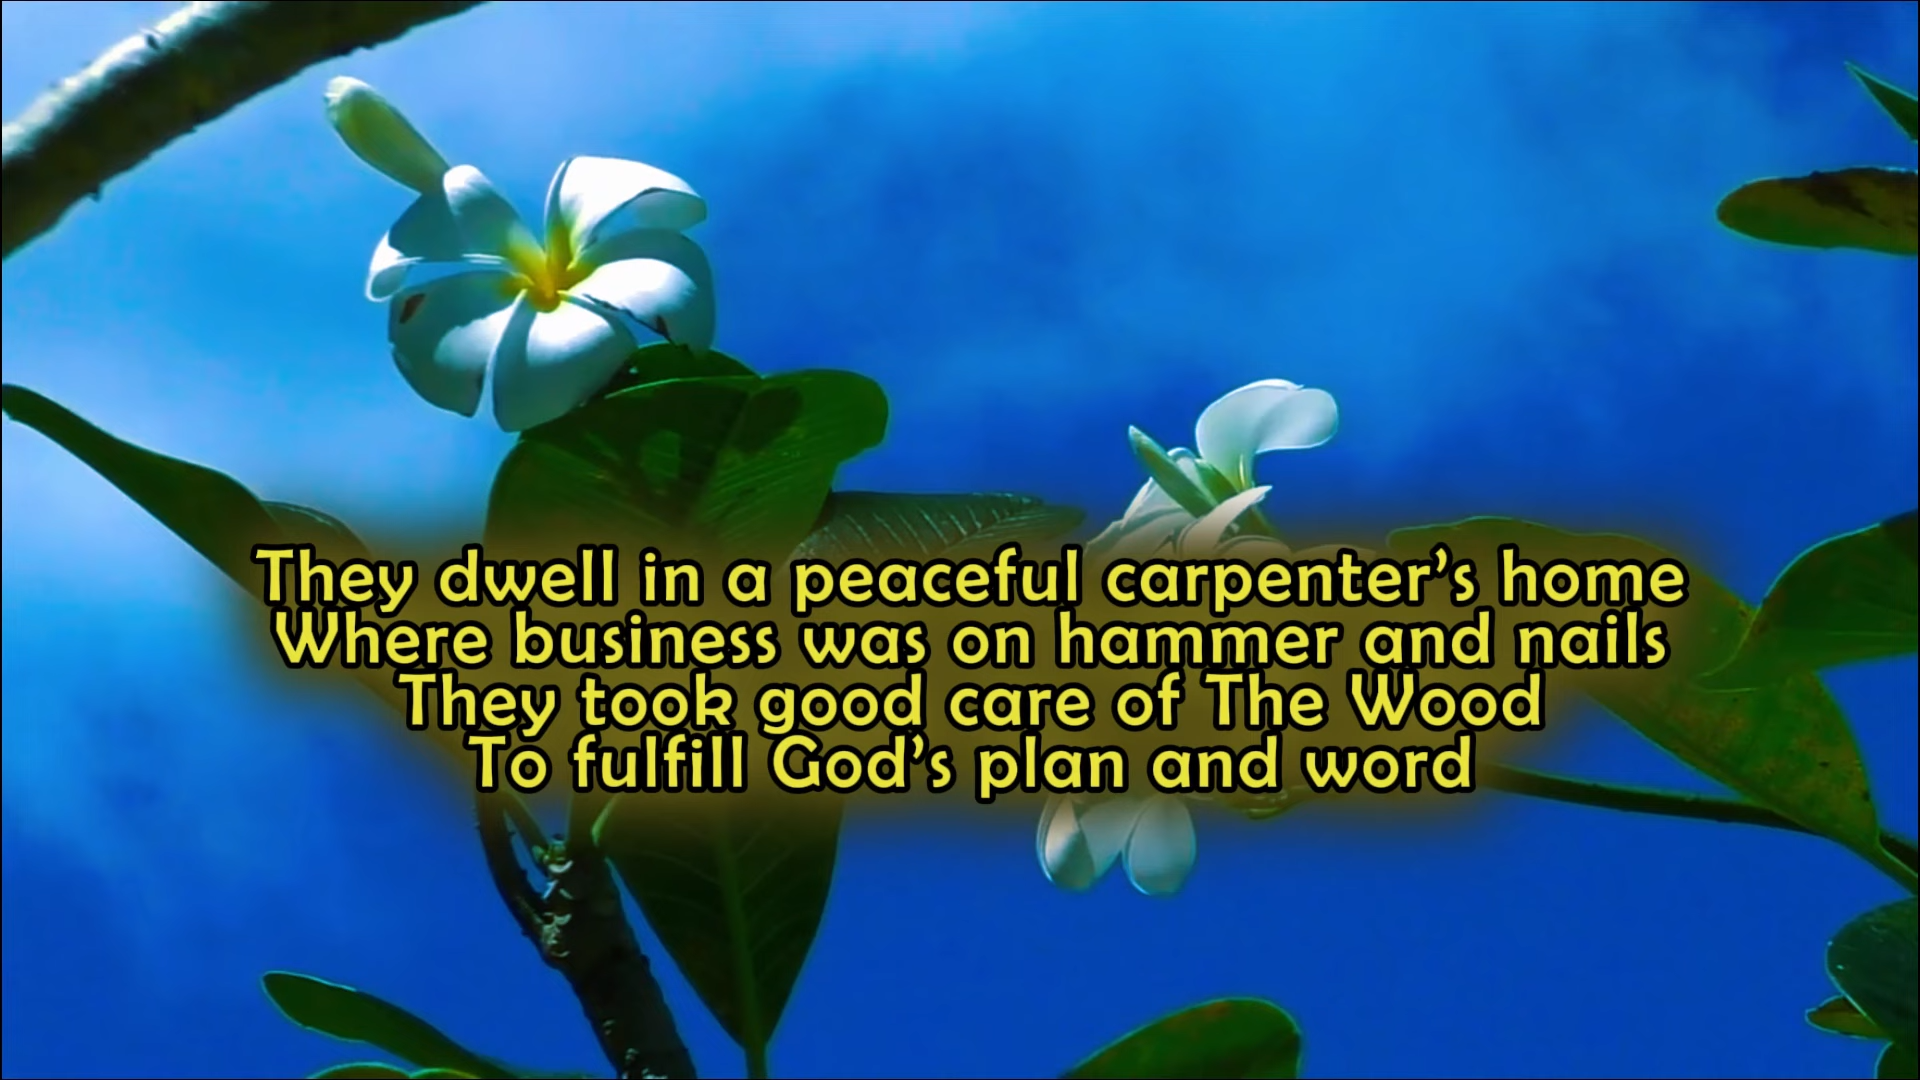 They dwell in a peaceful carpenter’s home
Where business was on hammer and nails
They took good care of The Wood
To fulfill God’s plan and word